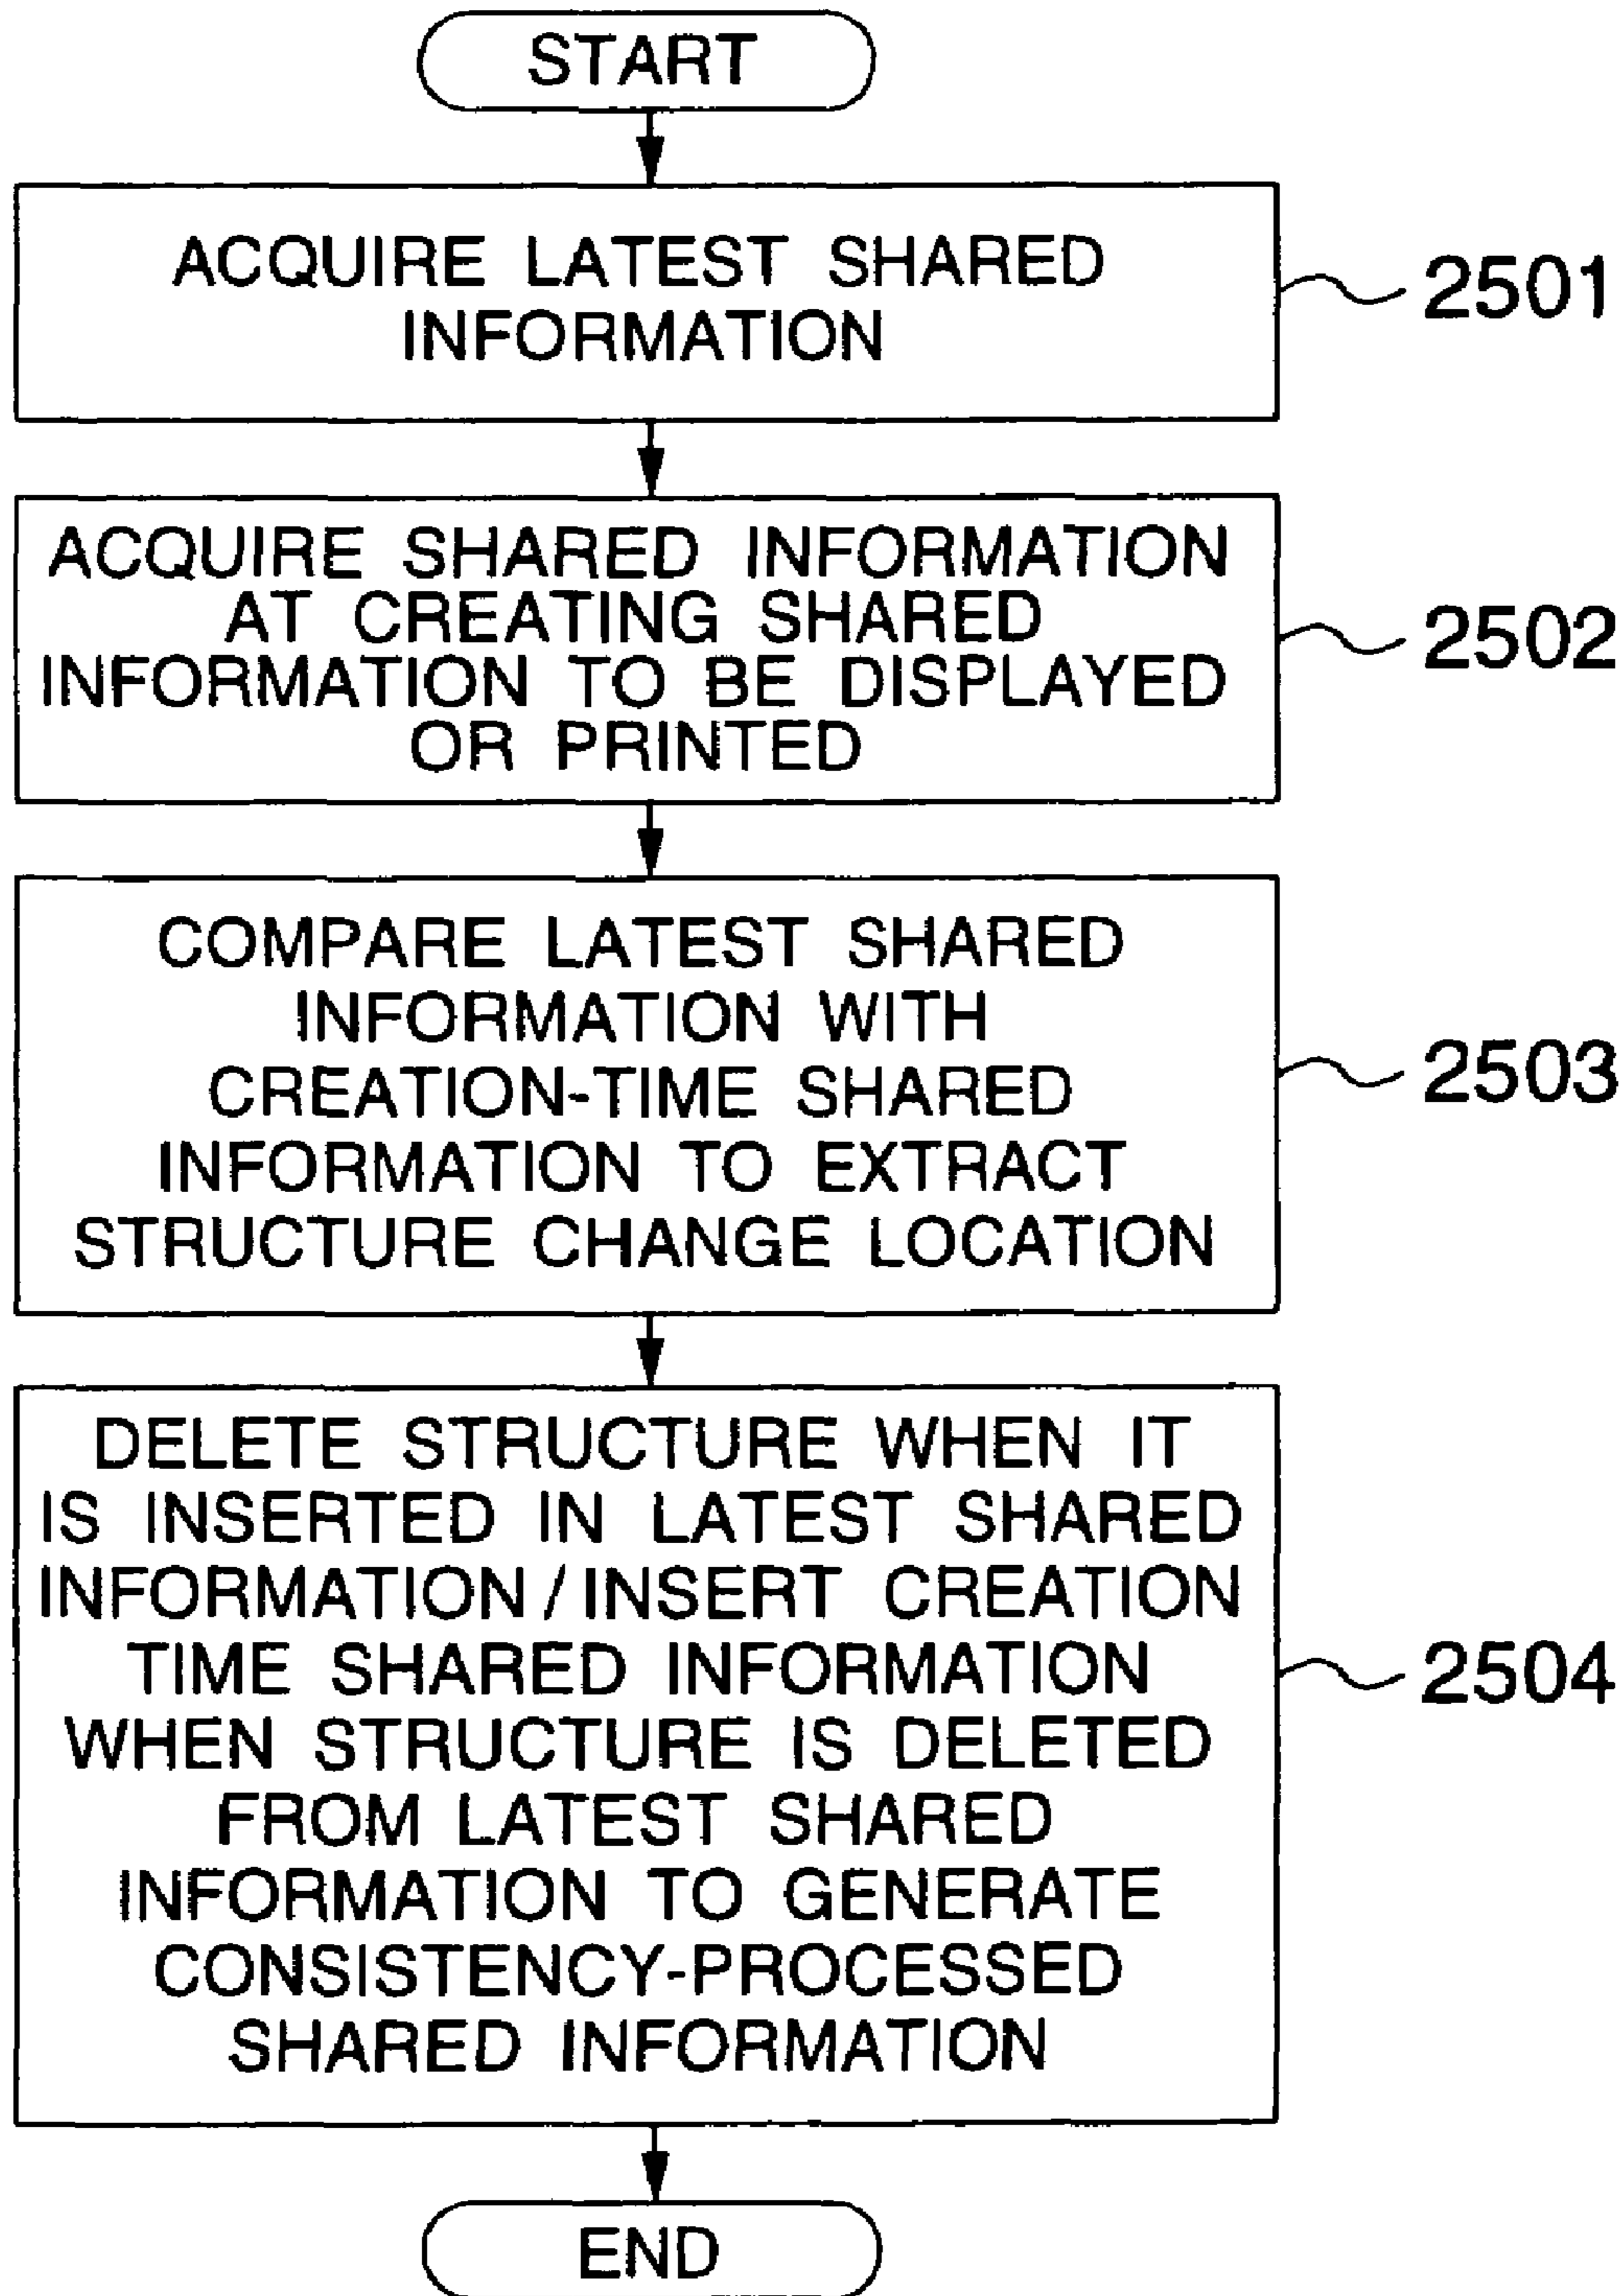 START
ACQUIRE LATEST SHARED
INFORMATION
2501
ACQUIRE SHARED INFORMATION
AT CREATING SHARED
INFORMATION TO BE DISPLAYED
OR PRINTED
2502
COMPARE LATEST SHARED
INFORMATION WITH
CREATION-TIME SHARED
INFORMATION TO EXTRACT
STRUCTURE CHANGE LOCATION
2503
DELETE STRUCTURE WHEN IT
IS INSERTED IN LATEST SHARED
INFORMATION/INSERT CREATION
TIME SHARED INFORMATION
WHEN STRUCTURE IS DELETED
FROM LATEST SHARED
INFORMATION TO GENERATE
CONSISTENCY-PROCESSED
SHARED INFORMATION
2504
END